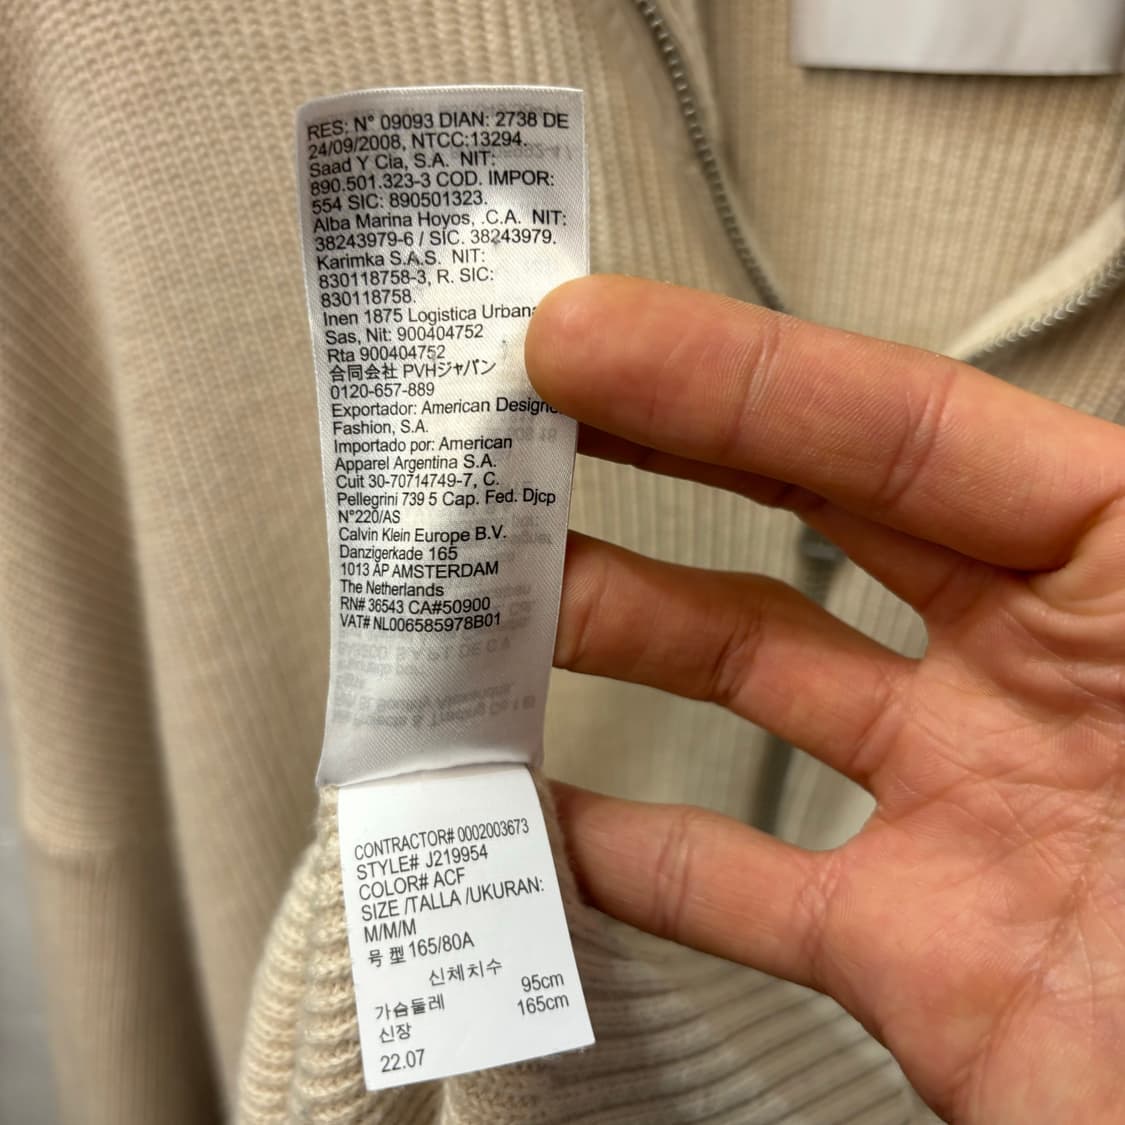 RES: N° 09093 DIAN: 2738 DE
24/09/2008, NTCC:13294.
Saad Y Cia, S.A. NIT:
890.501.323-3 COD. IMPOR:
554 SIC: 890501323.
Alba Marina Hoyos, .C.A. NIT:
38243979-6 / SIC. 38243979.
Karimka S.A.S. NIT:
830118758-3, R. SIC:
830118758.
Inen 1875 Logistica Urbana
Sas, Nit: 900404752
Rta 900404752
合同会社 PVHジャパン
0120-657-889
Exportador: American Designer
Fashion, S.A.
Importado por: American
Apparel Argentina S.A.
Cuit 30-70714749-7, C.
Pellegrini 739 5 Cap. Fed. Djcp
N°220/AS
Calvin Klein Europe B.V.
Danzigerkade 165
1013 AP AMSTERDAM
The Netherlands
RN# 36543 CA#50900
VAT# NL006585978B01
CONTRACTOR# 0002003673
STYLE# J219954
COLOR# ACF
SIZE /TALLA /UKURAN:
M/M/M
号型 165/80A
신체치수
가슴둘레 95cm
신장 165cm
22.07